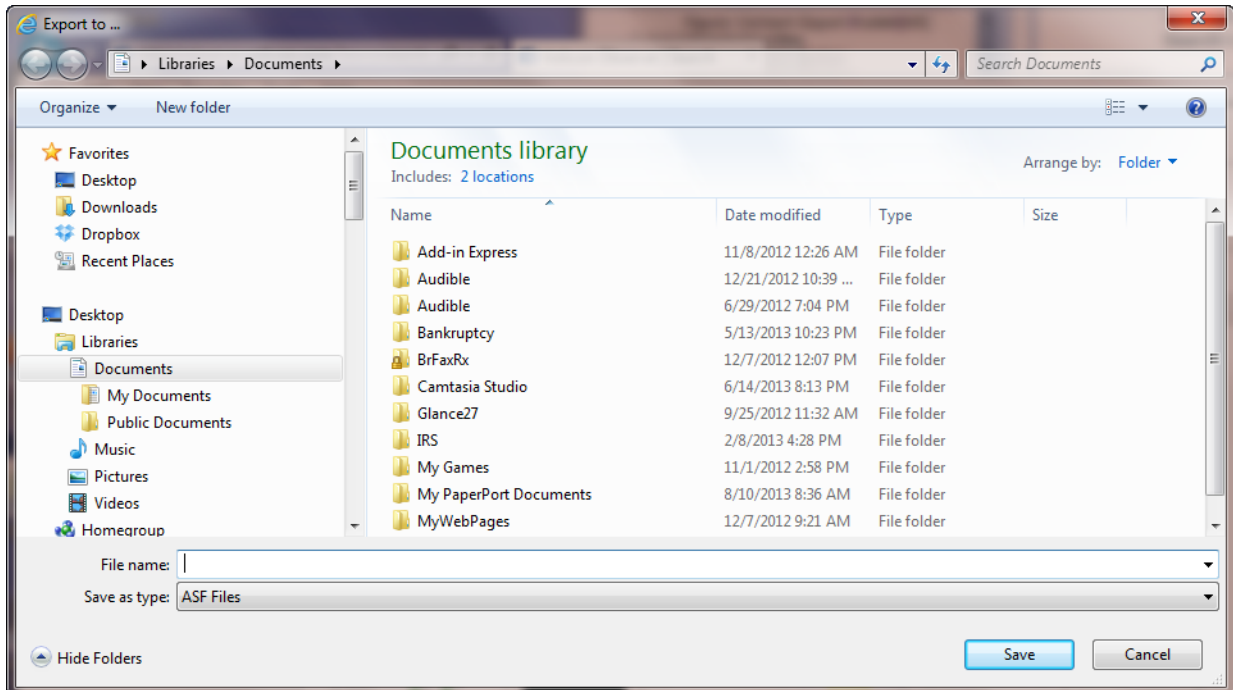 Export to ...
Libraries Documents
Search Documents
Organize New folder
Favorites
Desktop
Downloads
Dropbox
Recent Places
Desktop
Libraries
Documents
My Documents
Public Documents
Music
Pictures
Videos
Homegroup
Documents library
Includes: 2 locations
Arrange by: Folder
Name Date modified Type Size
Add-in Express 11/8/2012 12:26 AM File folder
Audible 12/21/2012 10:39 ... File folder
Audible 6/29/2012 7:04 PM File folder
Bankruptcy 5/13/2013 10:23 PM File folder
BrFaxRx 12/7/2012 12:07 PM File folder
Camtasia Studio 6/14/2013 8:13 PM File folder
Glance27 9/25/2012 11:32 AM File folder
IRS 2/8/2013 4:28 PM File folder
My Games 11/1/2012 2:58 PM File folder
My PaperPort Documents 8/10/2013 8:36 AM File folder
MyWebPages 12/7/2012 9:21 AM File folder
File name:
Save as type: ASF Files
Hide Folders
Save Cancel